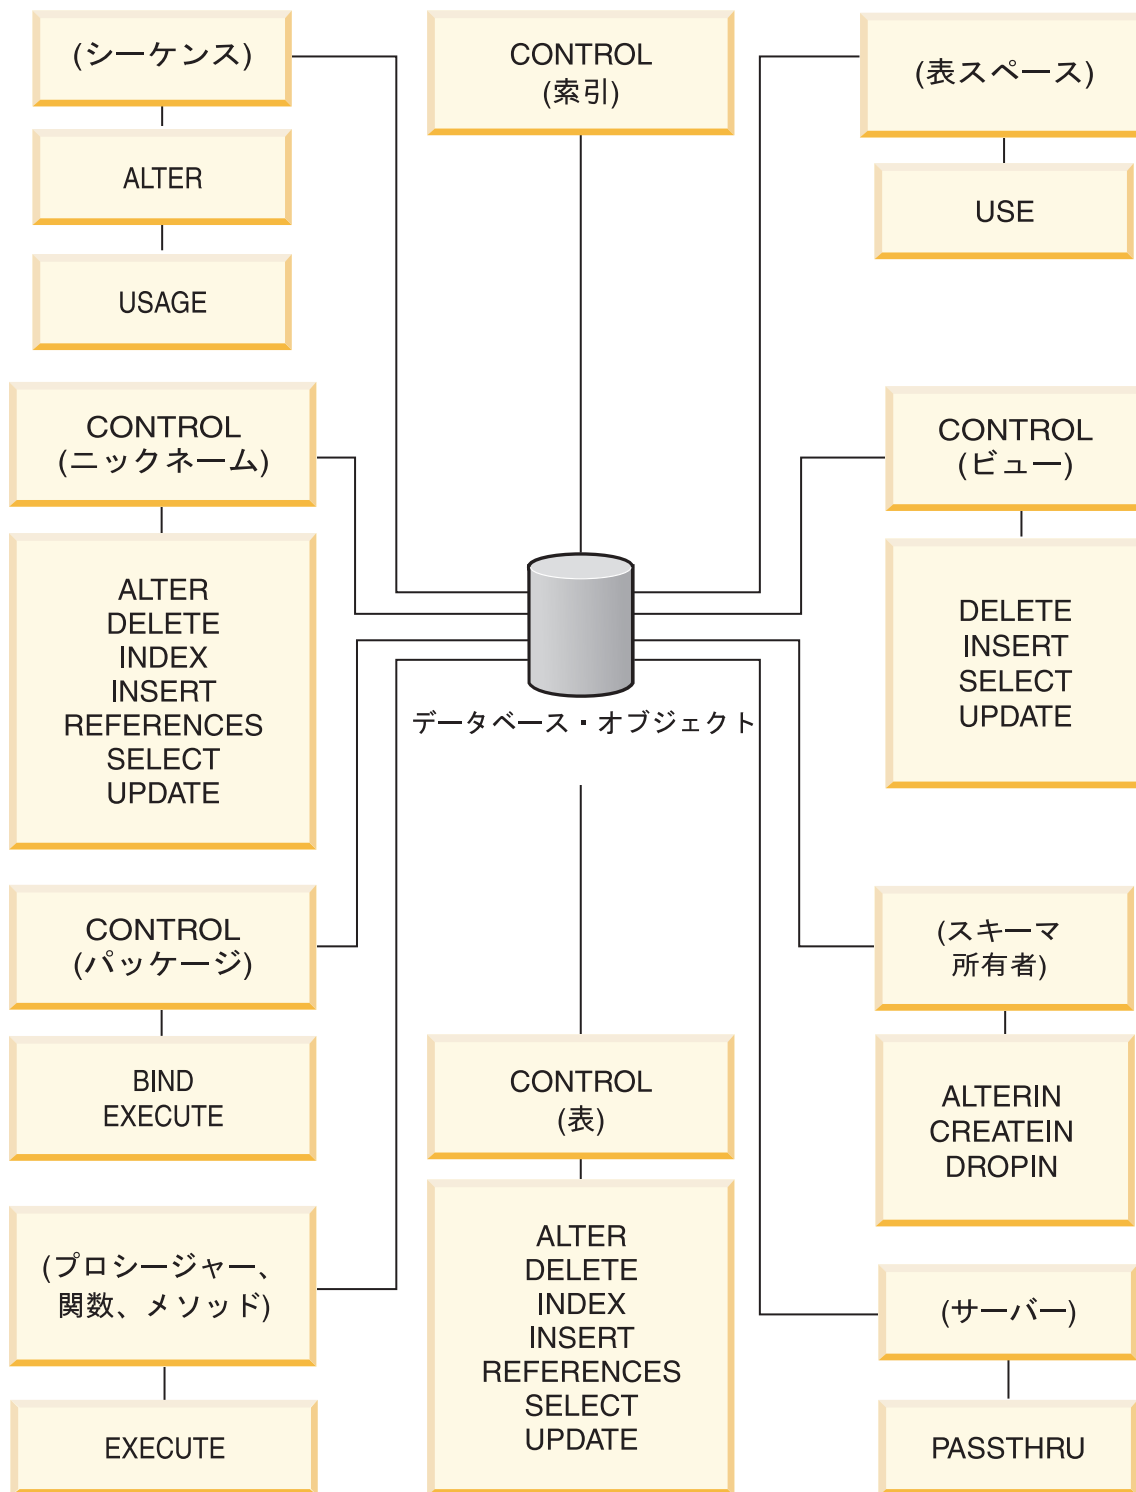 (シーケンス)
ALTER
USAGE
CONTROL
(索引)
(表スペース)
USE
CONTROL
(ニックネーム)
ALTER
DELETE
INDEX
INSERT
REFERENCES
SELECT
UPDATE
CONTROL
(ビュー)
DELETE
INSERT
SELECT
UPDATE
データベース・オブジェクト
CONTROL
(パッケージ)
BIND
EXECUTE
(スキーマ
所有者)
ALTERIN
CREATEIN
DROPIN
CONTROL
(表)
ALTER
DELETE
INDEX
INSERT
REFERENCES
SELECT
UPDATE
(プロシージャー、
関数、メソッド)
EXECUTE
(サーバー)
PASSTHRU